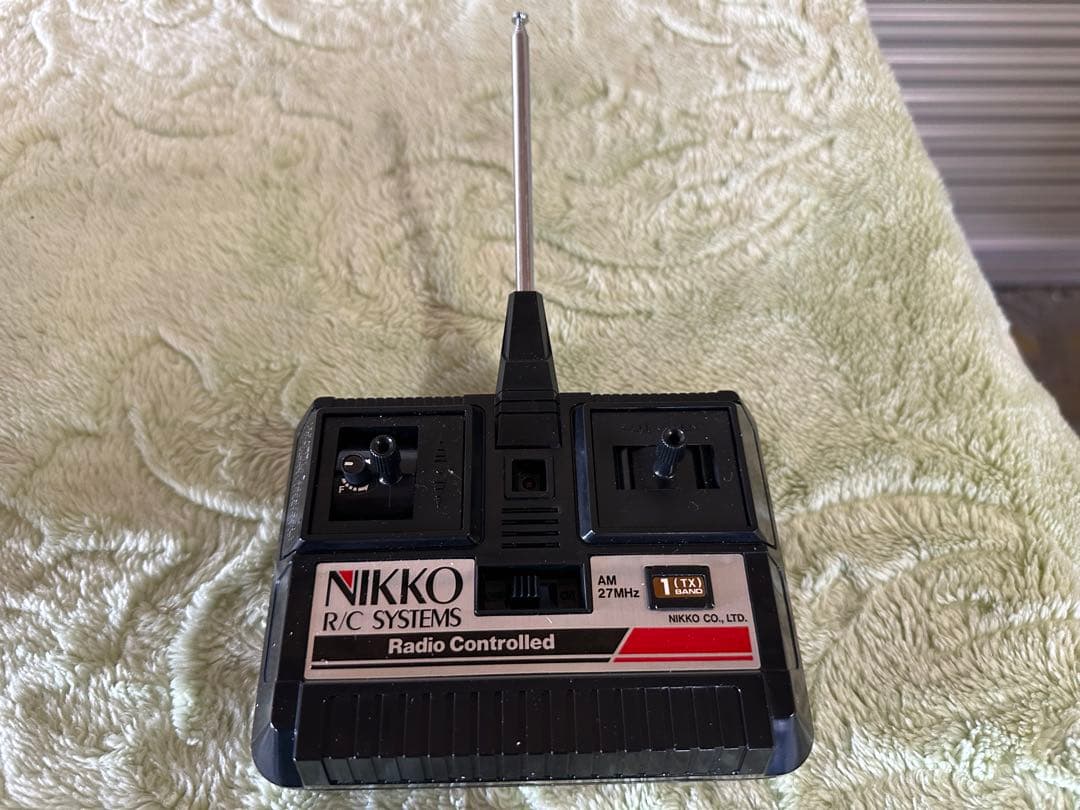 F
NIKKO
R/C SYSTEMS
AM
27MHz
1 (TX)
BAND
NIKKO CO., LTD.
Radio Controlled